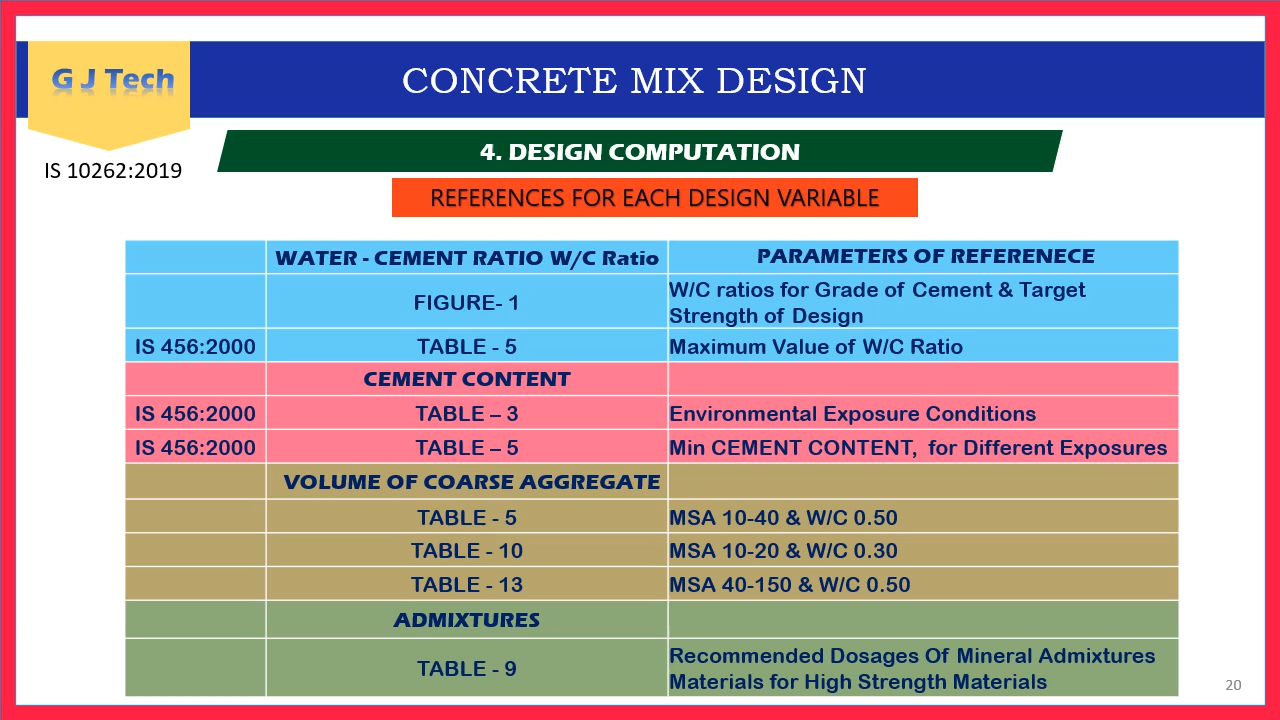 G J Tech
CONCRETE MIX DESIGN
IS 10262:2019
4. DESIGN COMPUTATION
REFERENCES FOR EACH DESIGN VARIABLE
WATER - CEMENT RATIO W/C Ratio PARAMETERS OF REFERENECE
FIGURE- 1 W/C ratios for Grade of Cement & Target
Strength of Design
IS 456:2000 TABLE - 5 Maximum Value of W/C Ratio
CEMENT CONTENT
IS 456:2000 TABLE – 3 Environmental Exposure Conditions
IS 456:2000 TABLE – 5 Min CEMENT CONTENT, for Different Exposures
VOLUME OF COARSE AGGREGATE
TABLE - 5 MSA 10-40 & W/C 0.50
TABLE - 10 MSA 10-20 & W/C 0.30
TABLE - 13 MSA 40-150 & W/C 0.50
ADMIXTURES
TABLE - 9 Recommended Dosages Of Mineral Admixtures
Materials for High Strength Materials
20